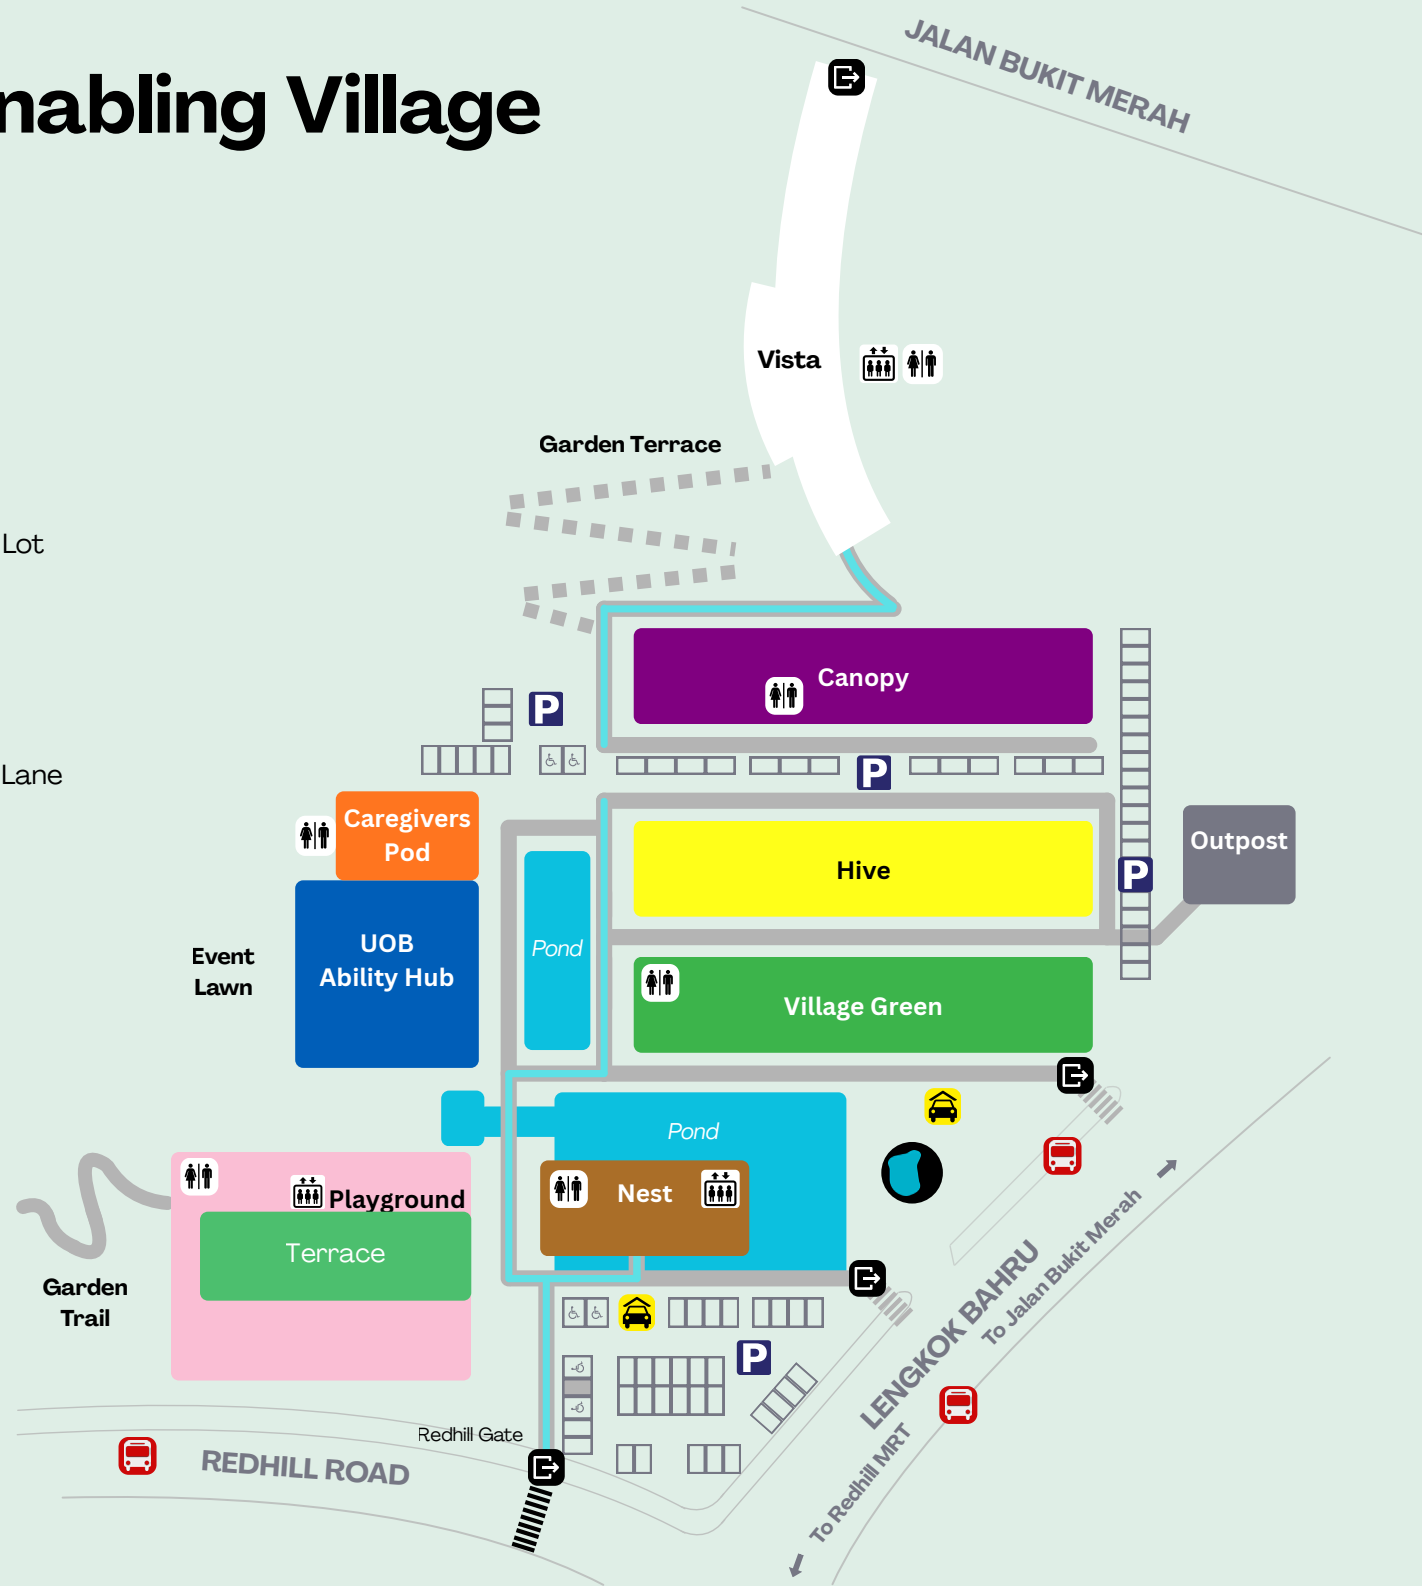 nabling Village
JALAN BUKIT MERAH
Vista
Garden Terrace
Lot
Canopy
P
P
Lane
Caregivers
Pod
Outpost
Hive
P
UOB
Ability Hub
Event
Lawn
Pond
Village Green
Pond
Nest
Playground
Terrace
Garden
Trail
LENGKOK BAHRU
To Jalan Bukit Merah
P
Redhill Gate
REDHILL ROAD
To Redhill MRT